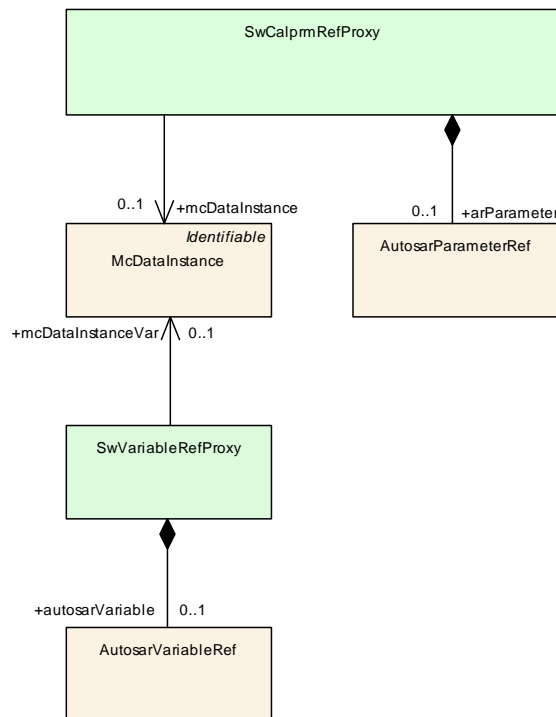 SwCalprmRefProxy
0..1
+mcDataInstance
0..1
+arParameter
Identifiable
McDataInstance
AutosarParameterRef
+mcDataInstanceVar
0..1
SwVariableRefProxy
+autosarVariable
0..1
AutosarVariableRef